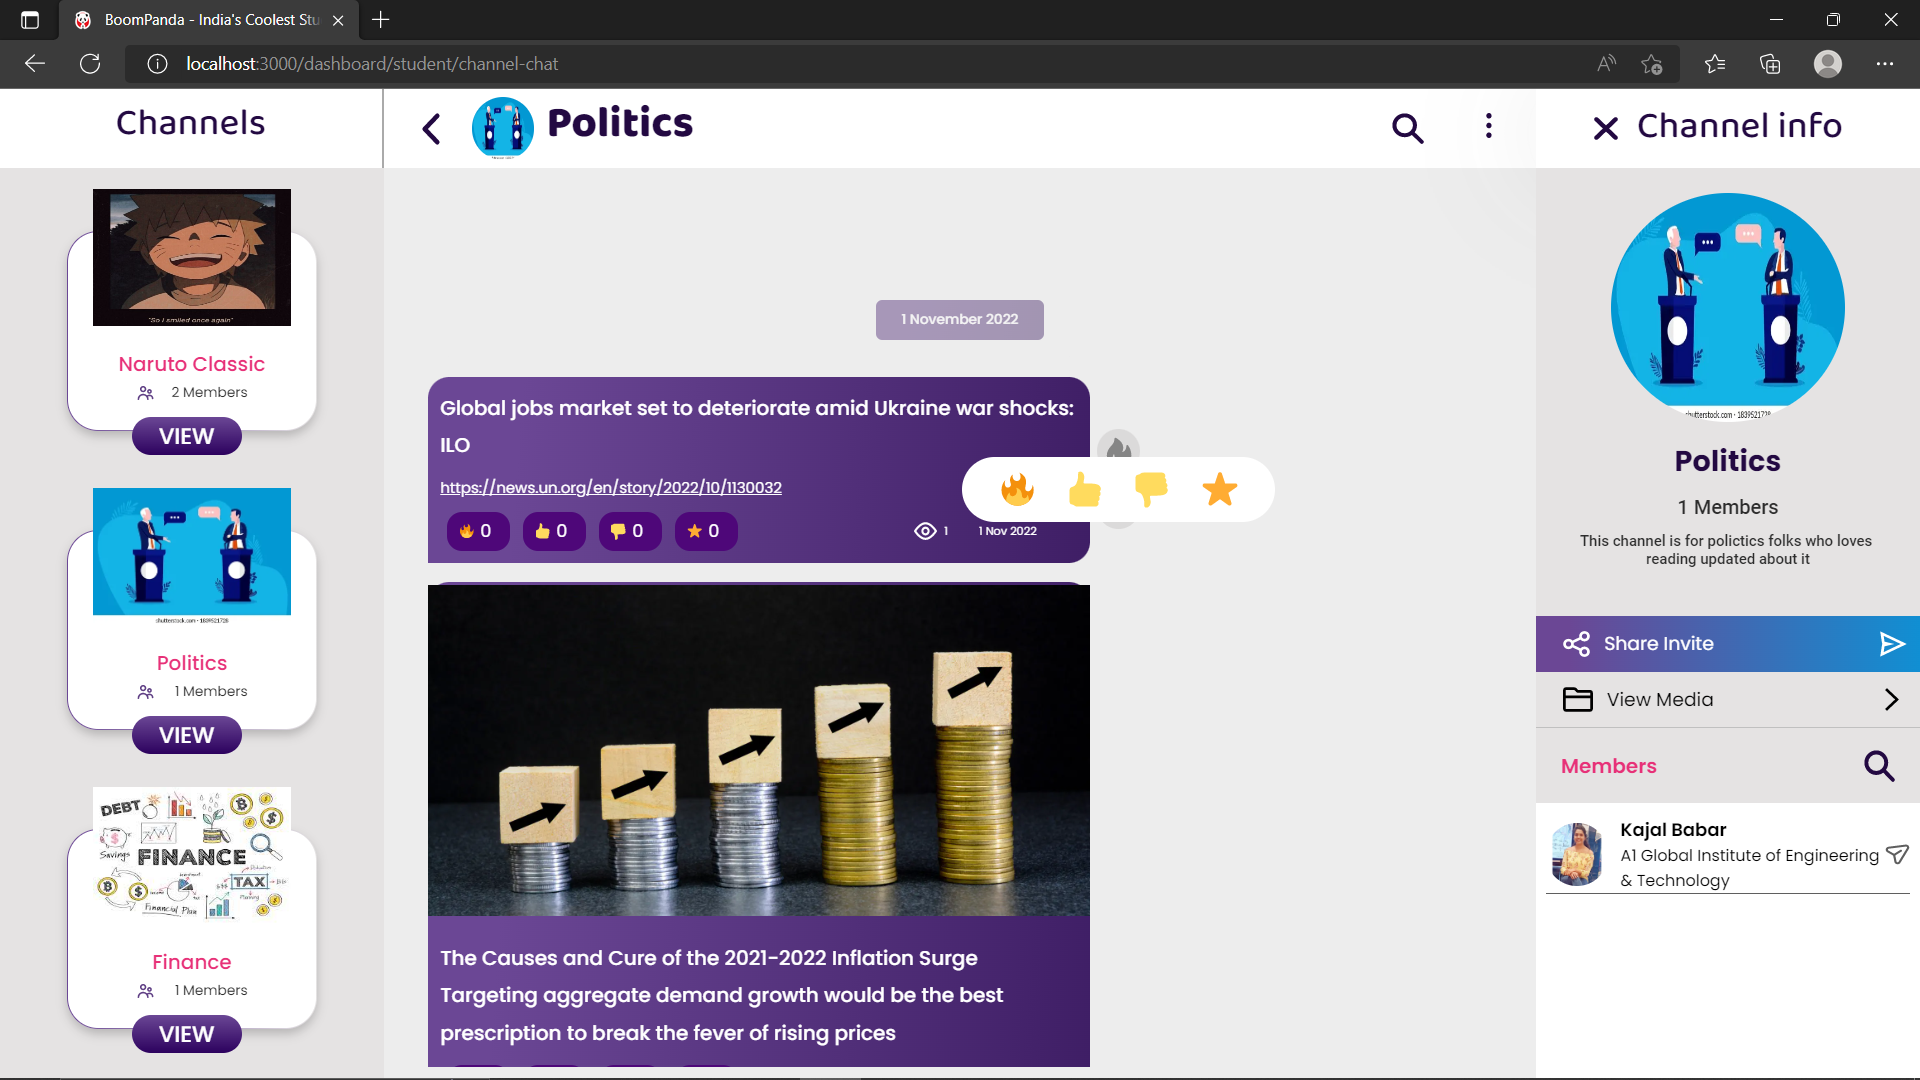 BoomPanda - India's Coolest Stu
localhost:3000/dashboard/student/channel-chat
Channels
Politics
Channel info
"So I smiled once again"
Naruto Classic
2 Members
VIEW
shutterstock.com · 1839521728
Politics
1 Members
VIEW
DEBT
Savings
FINANCE
TAX
Financial Plan
Finance
1 Members
VIEW
1 November 2022
Global jobs market set to deteriorate amid Ukraine war shocks:
ILO
https://news.un.org/en/story/2022/10/1130032
0 0 0 0
1
1 Nov 2022
The Causes and Cure of the 2021-2022 Inflation Surge
Targeting aggregate demand growth would be the best
prescription to break the fever of rising prices
shutterstock.com · 1839521728
Politics
1 Members
This channel is for polictics folks who loves
reading updated about it
Share Invite
View Media
Members
Kajal Babar
A1 Global Institute of Engineering
& Technology